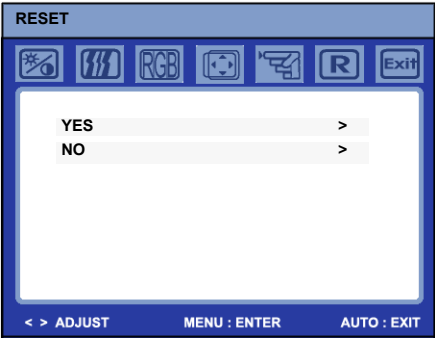 RESET
RGB R Exit
YES >
NO >
< > ADJUST MENU : ENTER AUTO : EXIT